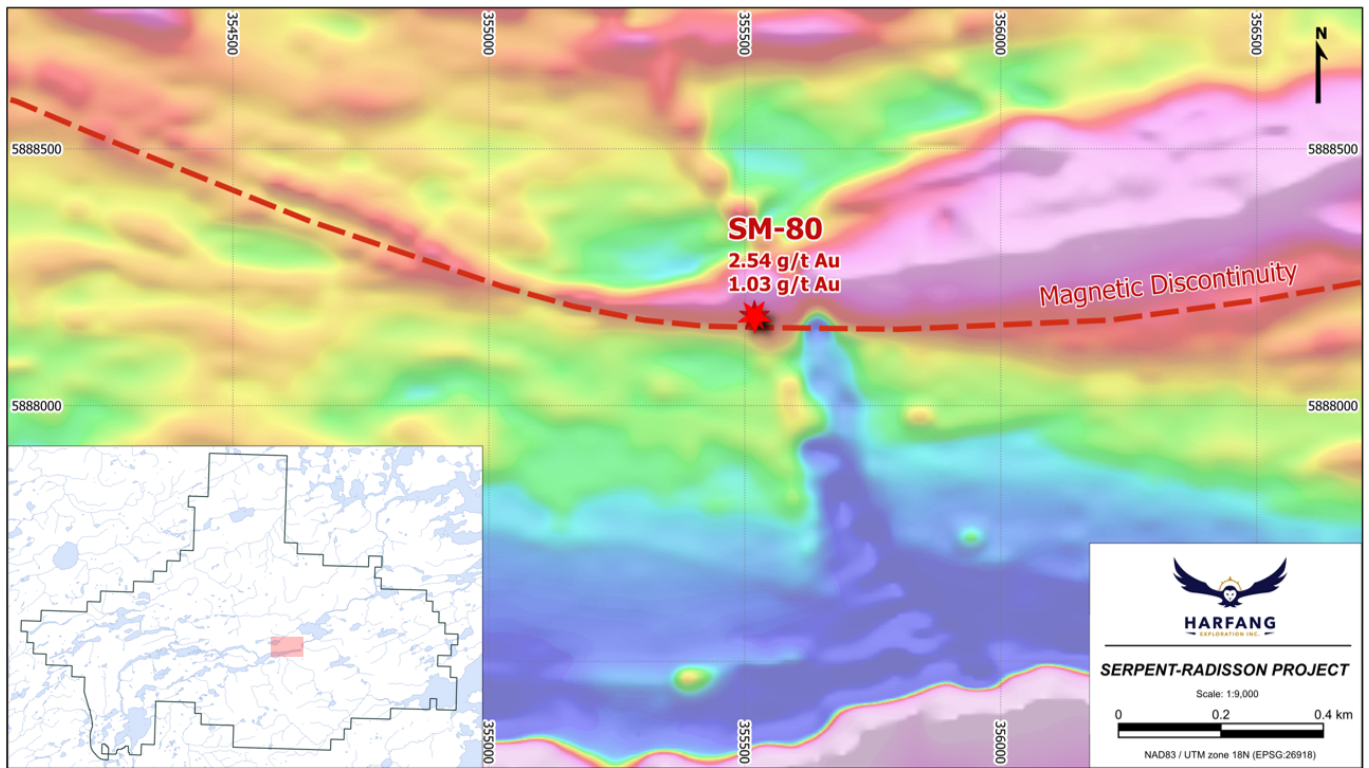 354500
355000
355500
356000
356500
N
5888500
5888500
SM-80
2.54 g/t Au
1.03 g/t Au
Magnetic Discontinuity
5888000
5888000
355000
355500
356000
HARFANG
EXPLORATION INC.
SERPENT-RADISSON PROJECT
Scale: 1:9,000
0 0.2 0.4 km
NAD83 / UTM zone 18N (EPSG:26918)